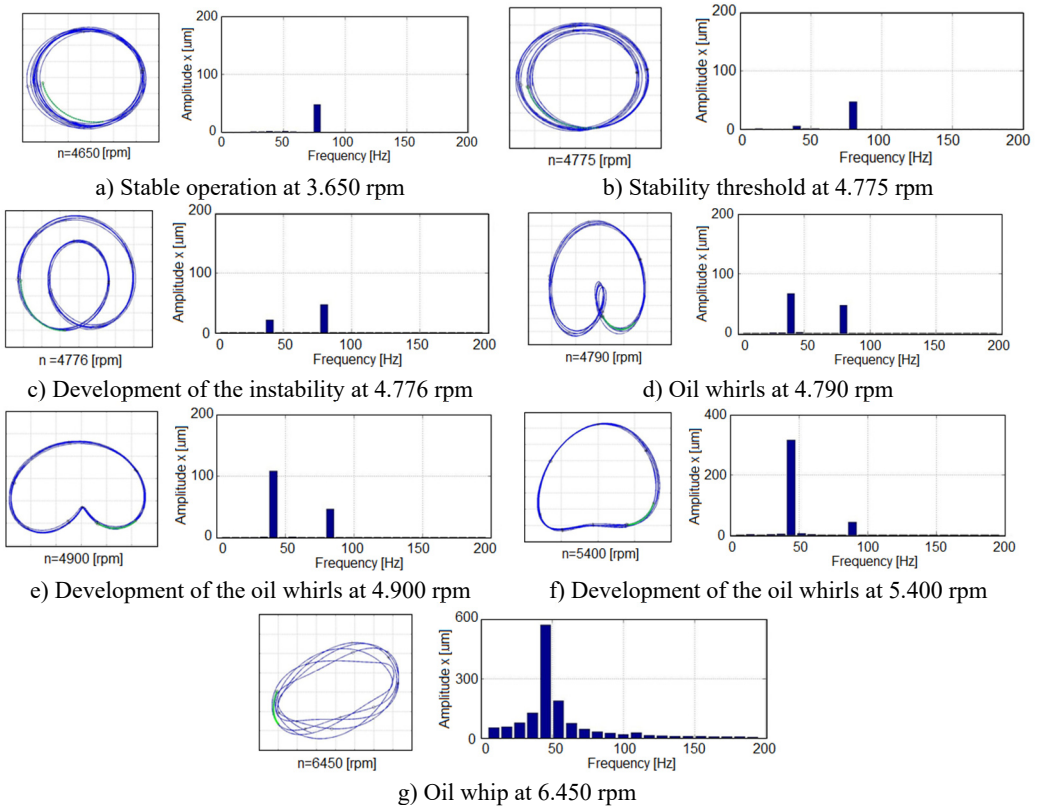 200
100
0
Amplitude x [um]
0 50 100 150 200
Frequency [Hz]
n=4650 [rpm]
a) Stable operation at 3.650 rpm
200
100
0
Amplitude x [um]
0 50 100 150 200
Frequency [Hz]
n=4775 [rpm]
b) Stability threshold at 4.775 rpm
200
100
0
Amplitude x [um]
0 50 100 150 200
Frequency [Hz]
n =4776 [rpm]
c) Development of the instability at 4.776 rpm
200
100
0
Amplitude x [um]
0 50 100 150 200
Frequency [Hz]
n=4790 [rpm]
d) Oil whirls at 4.790 rpm
200
100
0
Amplitude x [um]
0 50 100 150 200
Frequency [Hz]
n=4900 [rpm]
e) Development of the oil whirls at 4.900 rpm
400
200
0
Amplitude x [um]
0 50 100 150 200
Frequency [Hz]
n=5400 [rpm]
f) Development of the oil whirls at 5.400 rpm
600
300
0
Amplitude x [um]
0 50 100 150 200
Frequency [Hz]
n=6450 [rpm]
g) Oil whip at 6.450 rpm